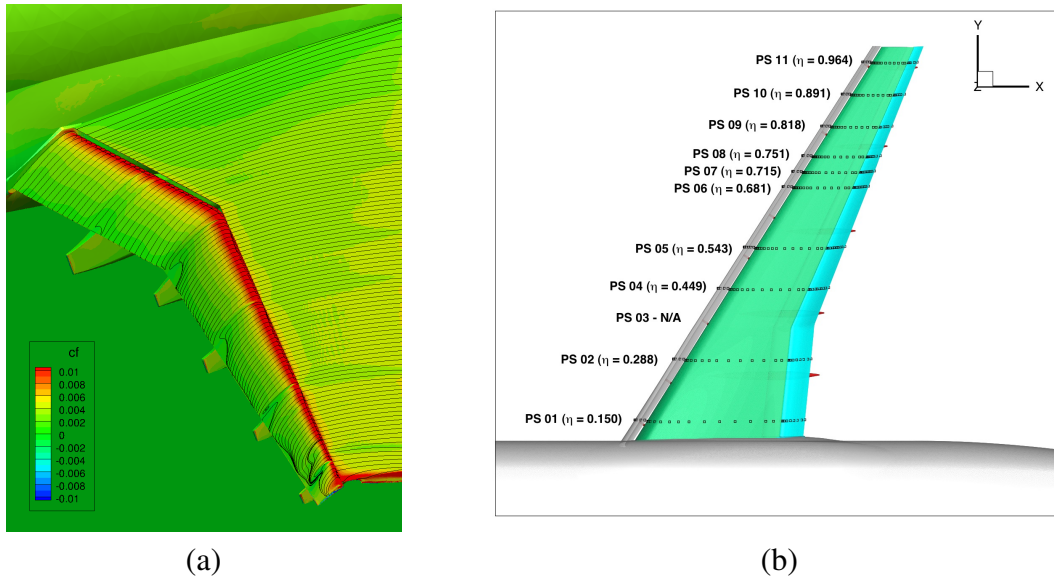 cf
0.01
0.008
0.006
0.004
0.002
0
-0.002
-0.004
-0.006
-0.008
-0.01
(a)
Y
Z
X
PS 11 (η = 0.964)
PS 10 (η = 0.891)
PS 09 (η = 0.818)
PS 08 (η = 0.751)
PS 07 (η = 0.715)
PS 06 (η = 0.681)
PS 05 (η = 0.543)
PS 04 (η = 0.449)
PS 03 - N/A
PS 02 (η = 0.288)
PS 01 (η = 0.150)
(b)